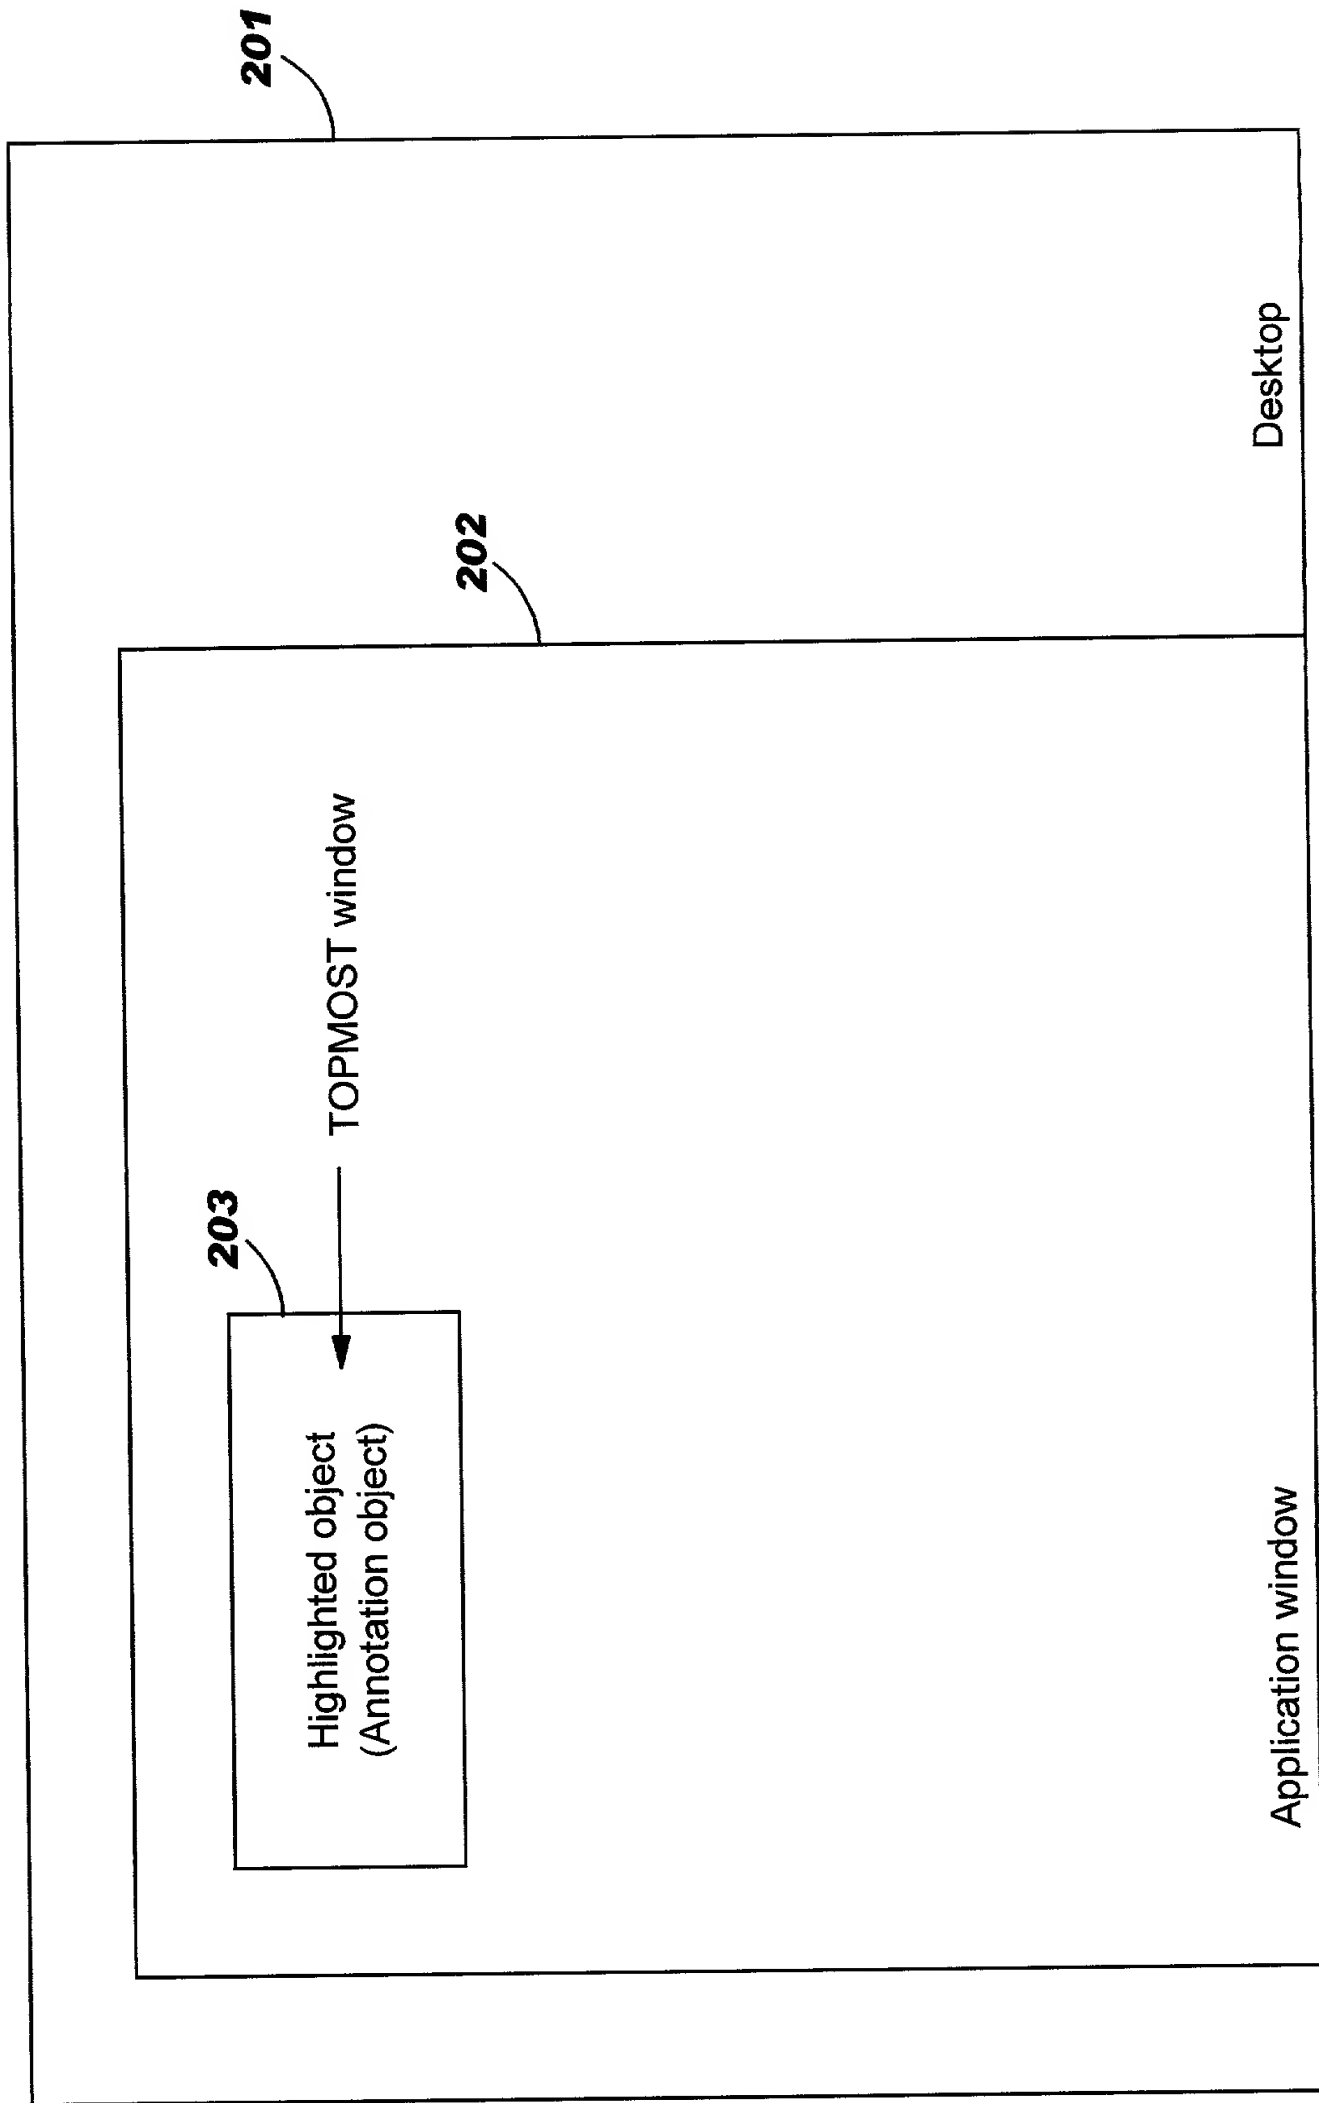 201
202
203
TOPMOST window
Highlighted object
(Annotation object)
Application window
Desktop